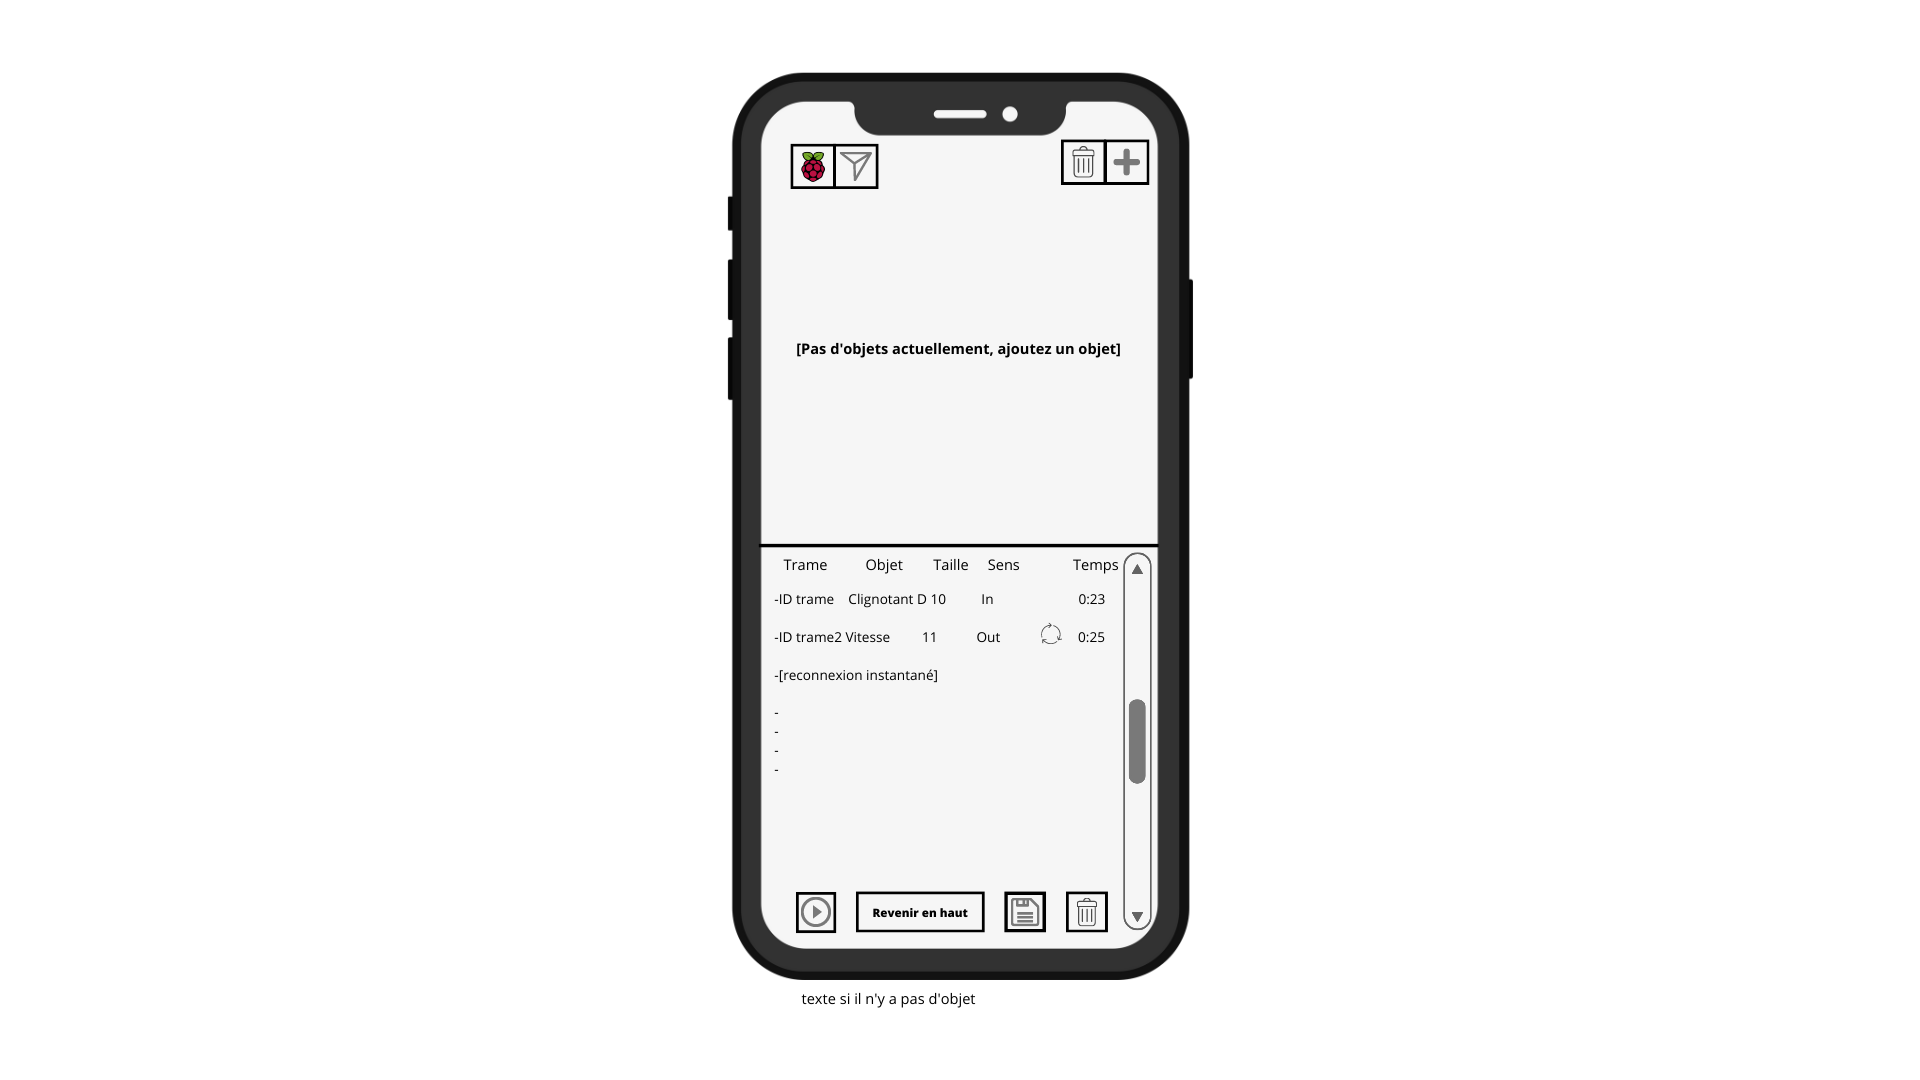 [Pas d'objets actuellement, ajoutez un objet]
Trame Objet Taille Sens Temps
-ID trame Clignotant D 10 In 0:23
-ID trame2 Vitesse 11 Out 0:25
-[reconnexion instantané]
-
-
-
-
Revenir en haut
texte si il n'y a pas d'objet